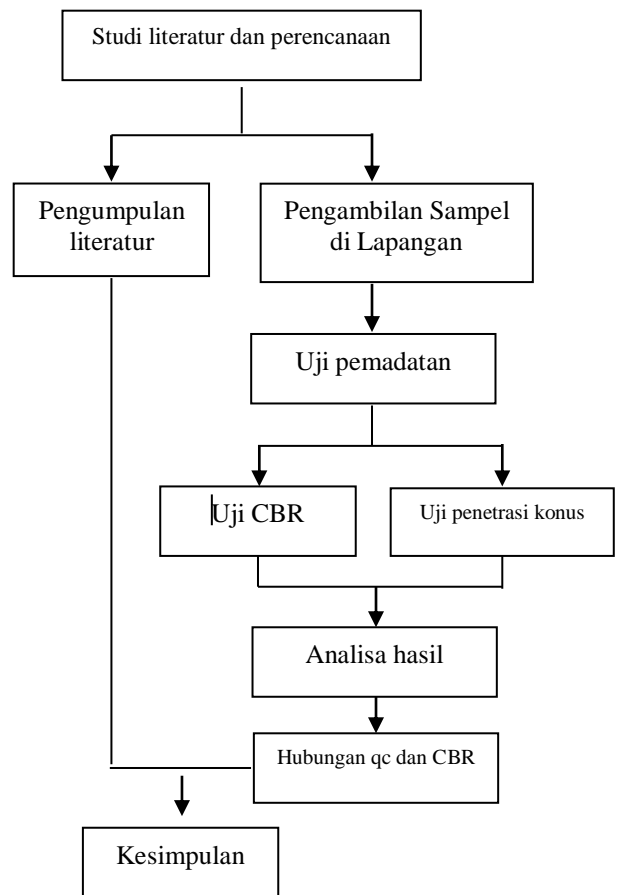 Studi literatur dan perencanaan
Pengumpulan
literatur
Pengambilan Sampel
di Lapangan
Uji pemadatan
Uji CBR
Uji penetrasi konus
Analisa hasil
Hubungan qc dan CBR
Kesimpulan